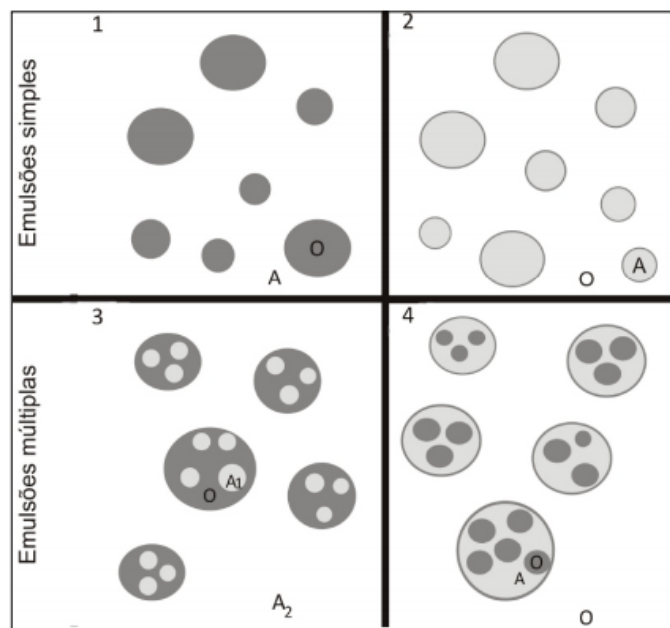 Emulsões simples
1
O
A
2
A
O
Emulsões múltiplas
3
A1
O
A2
4
O
A
O